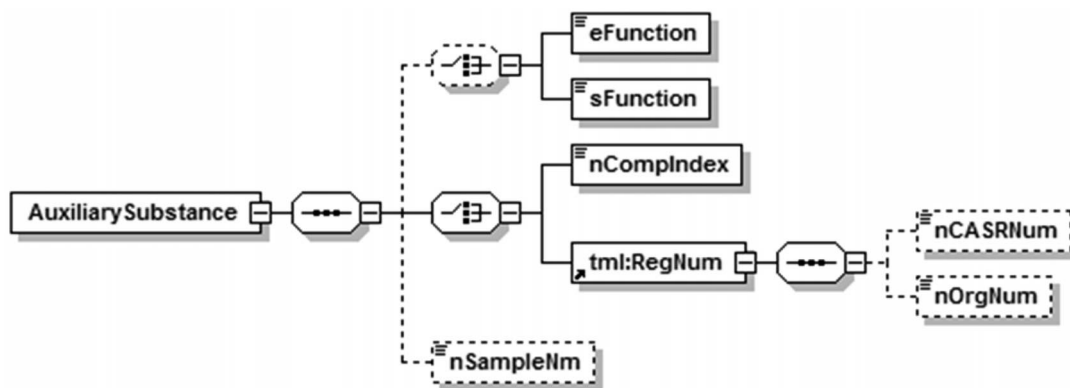 eFunction
sFunction
nCompIndex
AuxiliarySubstance
tml:RegNum
nCASRNum
nOrgNum
nSampleNm